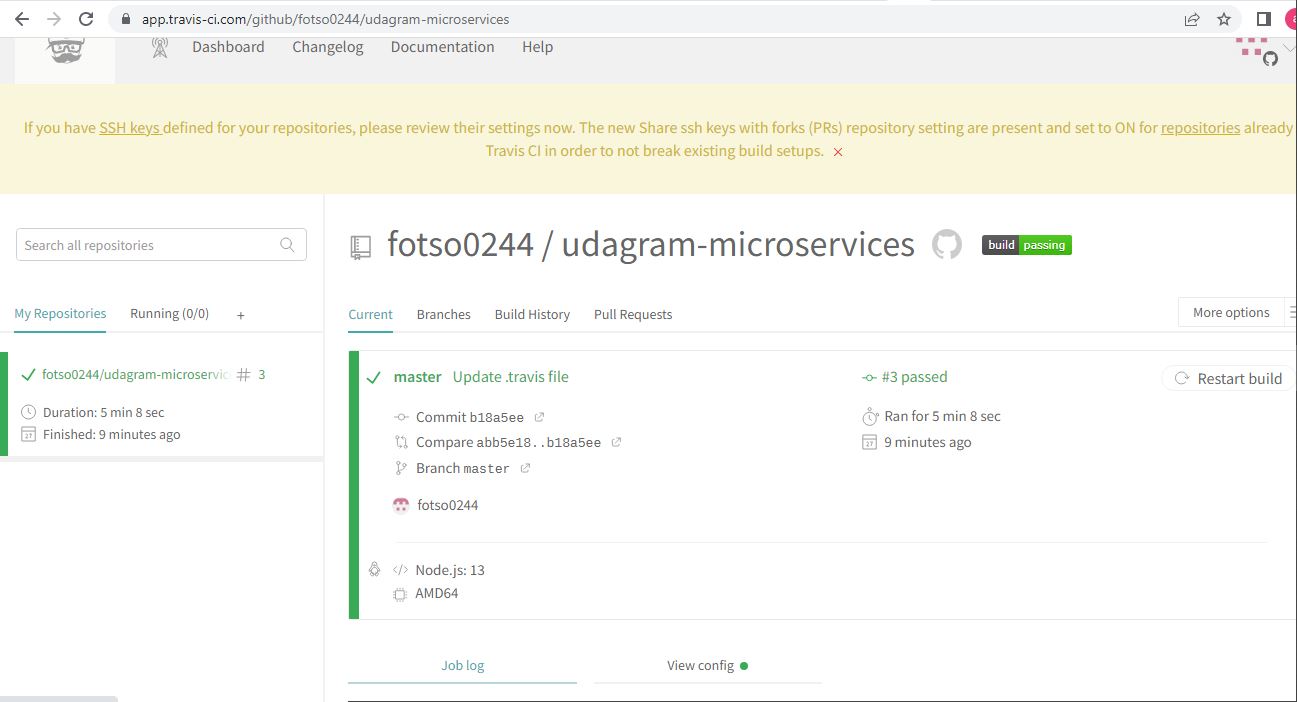 app.travis-ci.com/github/fotso0244/udagram-microservices
Dashboard Changelog Documentation Help
If you have SSH keys defined for your repositories, please review their settings now. The new Share ssh keys with forks (PRs) repository setting are present and set to ON for repositories already
Travis CI in order to not break existing build setups. ×
Search all repositories
fotso0244 / udagram-microservices build passing
My Repositories Running (0/0) +
Current Branches Build History Pull Requests More options
fotso0244/udagram-microservic # 3
Duration: 5 min 8 sec
Finished: 9 minutes ago
master Update .travis file #3 passed Restart build
Commit b18a5ee Ran for 5 min 8 sec
Compare abb5e18..b18a5ee 9 minutes ago
Branch master
fotso0244
</> Node.js: 13
AMD64
Job log View config